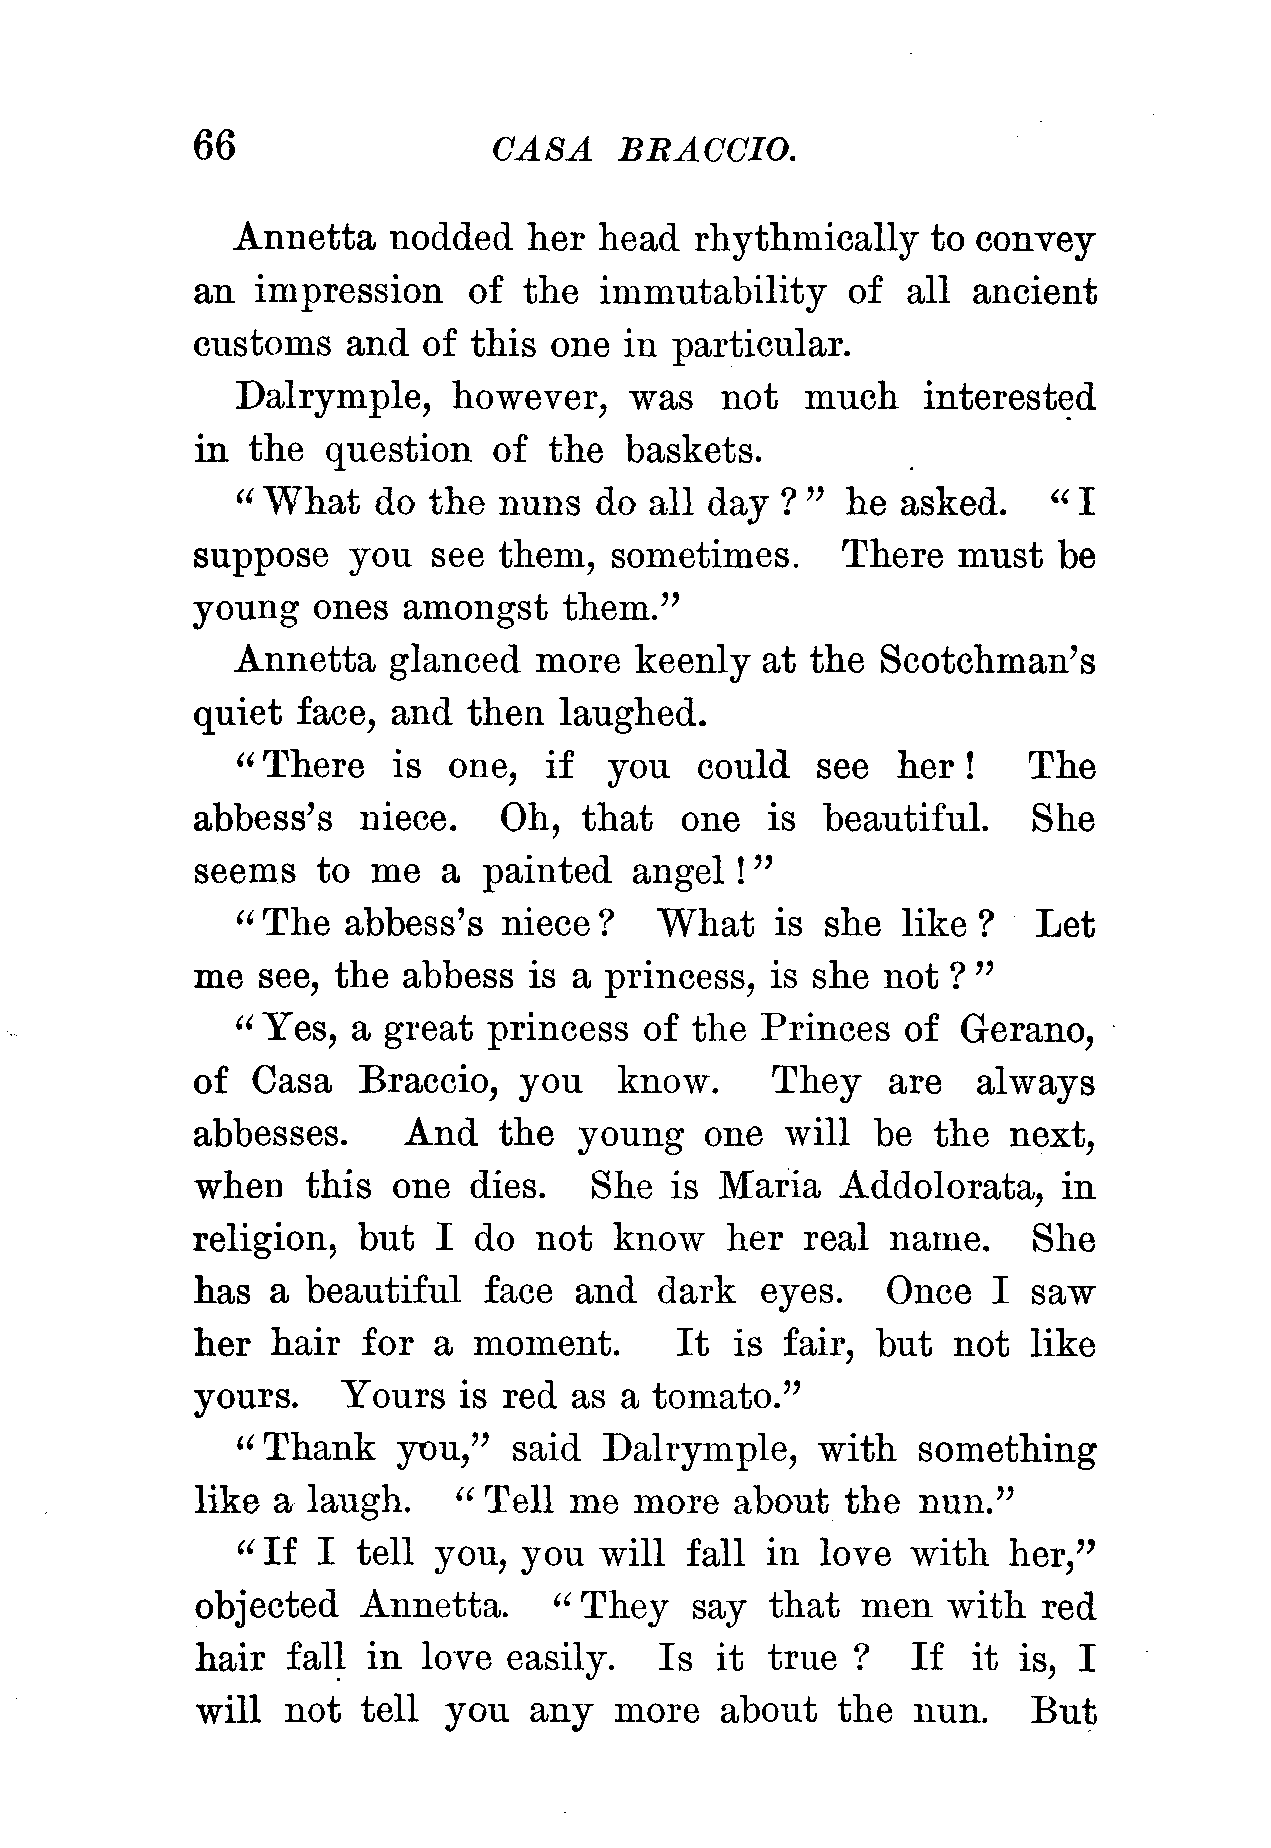 66 CASA BRACCIO.
Annetta nodded her head rhythmically to convey
an impression of the immutability of all ancient
customs and of this one in particular.
Dalrymple, however, was not much interested
in the question of the baskets.
“What do the nuns do all day?” he asked. “I
suppose you see them, sometimes. There must be
young ones amongst them.”
Annetta glanced more keenly at the Scotchman’s
quiet face, and then laughed.
“There is one, if you could see her! The
abbess’s niece. Oh, that one is beautiful. She
seems to me a painted angel!”
“The abbess’s niece? What is she like? Let
me see, the abbess is a princess, is she not?”
“Yes, a great princess of the Princes of Gerano,
of Casa Braccio, you know. They are always
abbesses. And the young one will be the next,
when this one dies. She is Maria Addolorata, in
religion, but I do not know her real name. She
has a beautiful face and dark eyes. Once I saw
her hair for a moment. It is fair, but not like
yours. Yours is red as a tomato.”
“Thank you,” said Dalrymple, with something
like a laugh. “Tell me more about the nun.”
“If I tell you, you will fall in love with her,”
objected Annetta. “They say that men with red
hair fall in love easily. Is it true? If it is, I
will not tell you any more about the nun. But